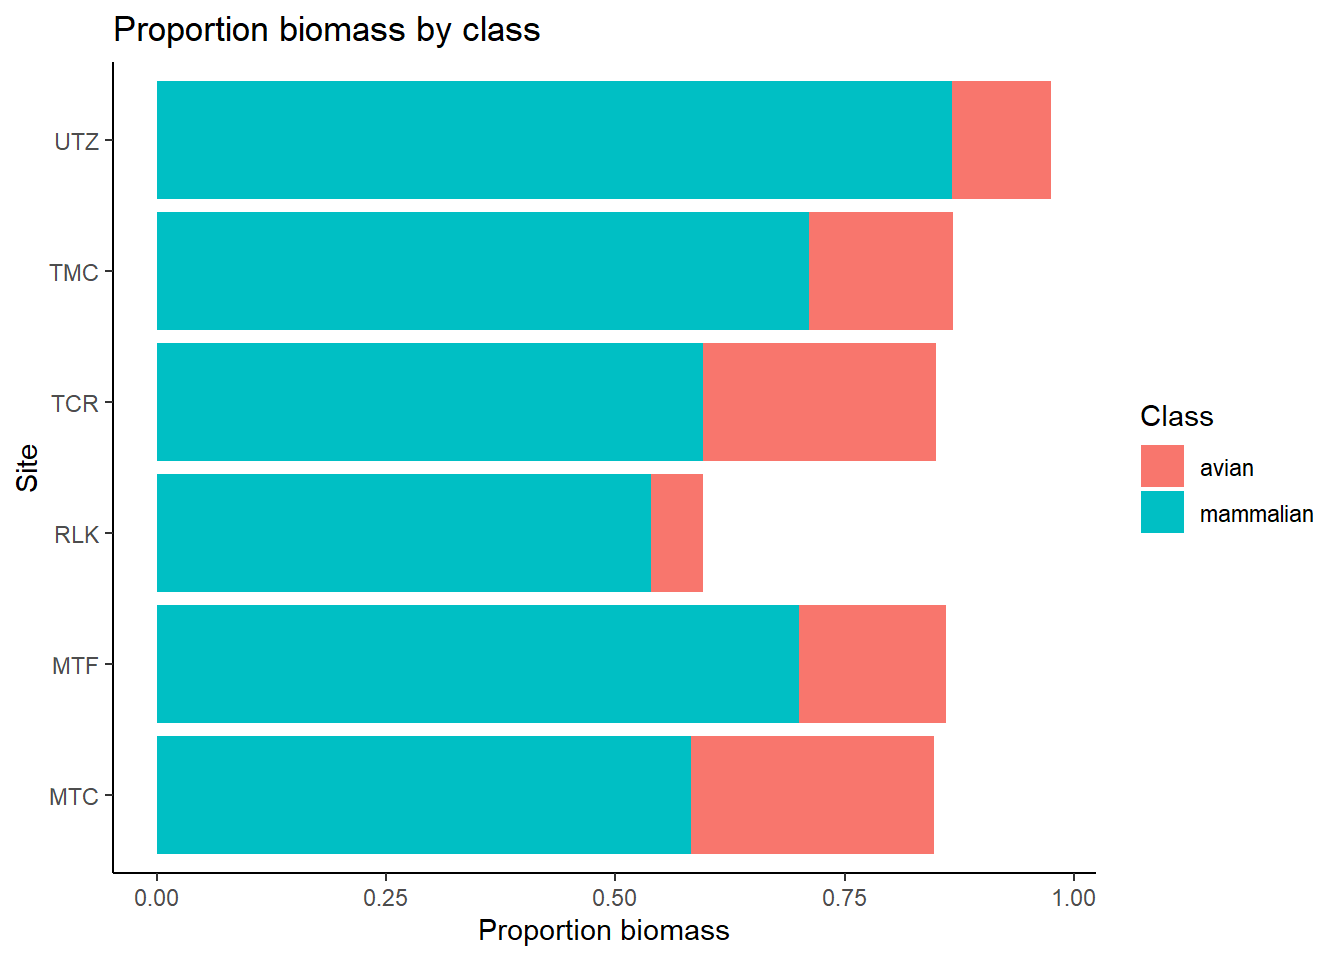 Proportion biomass by class
UTZ
TMC
TCR
RLK
MTF
MTC
Site
0.00 0.25 0.50 0.75 1.00
Proportion biomass
Class
avian
mammalian